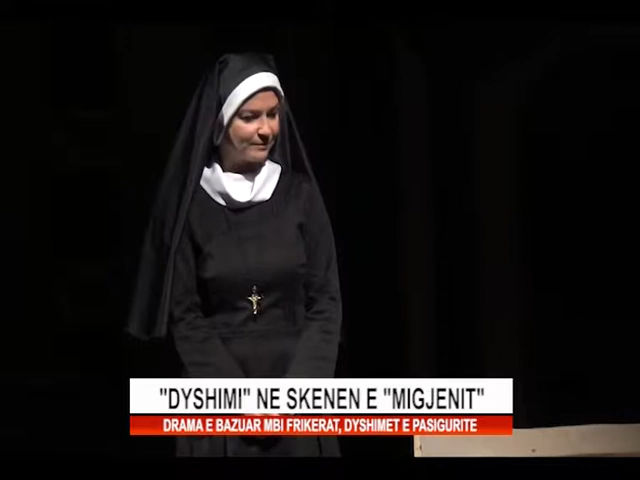 "DYSHIMI" NE SKENEN E "MIGJENIT"
DRAMA E BAZUAR MBI FRIKERAT, DYSHIMET E PASIGURITE